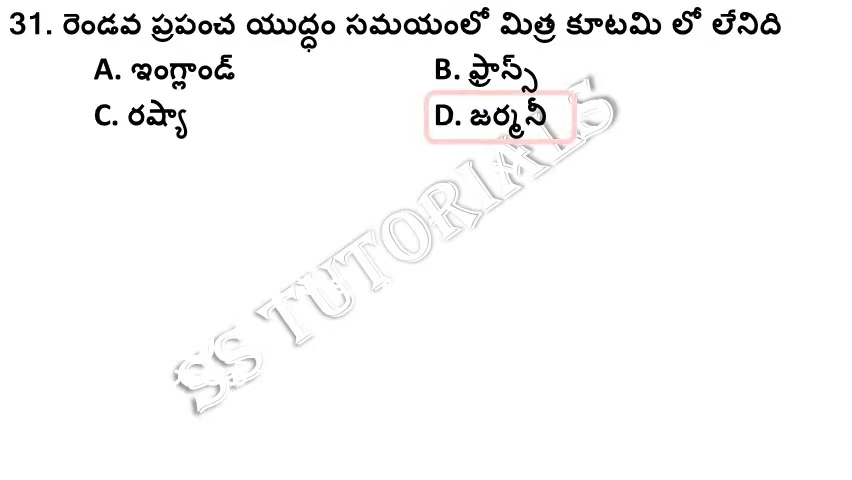 31. రెండవ ప్రపంచ యుద్ధం సమయంలో మిత్ర కూటమి లో లేనిది
A. ఇంగ్లాండ్ B. ఫ్రాన్స్
C. రష్యా D. జర్మనీ
SS TUTORIALS